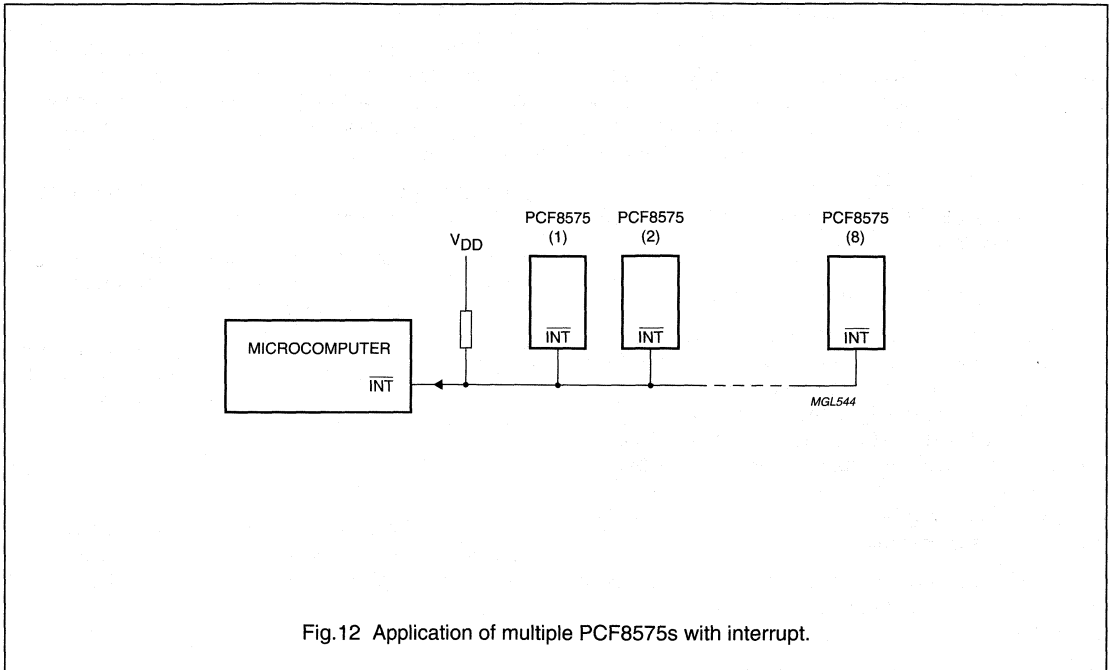 PCF8575 PCF8575 PCF8575
(1) (2) (8)
VDD
INT INT INT
MICROCOMPUTER
INT
MGL544
Fig.12 Application of multiple PCF8575s with interrupt.